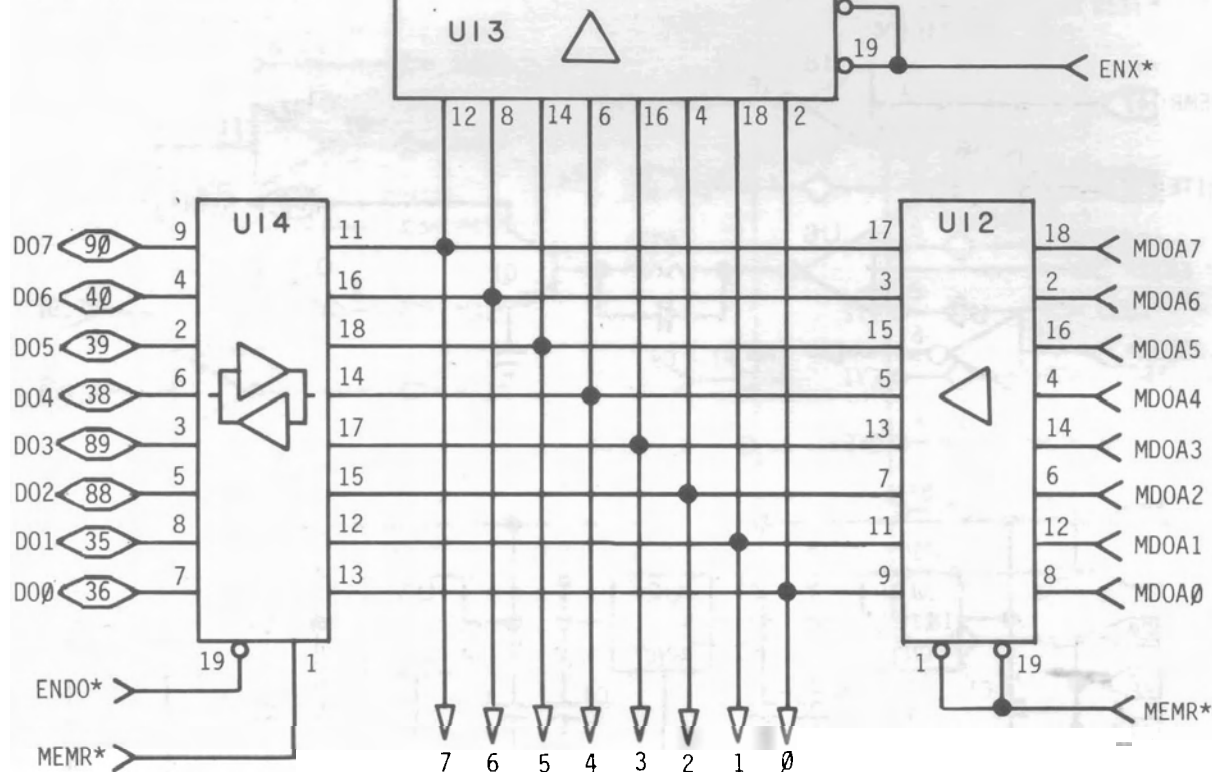 U13
19
ENX*
12 8 14 6 16 4 18 2
U14 U12
DO7 90 9 11 17 18 MDOA7
DO6 40 4 16 3 2 MDOA6
DO5 39 2 18 15 16 MDOA5
DO4 38 6 14 5 4 MDOA4
DO3 89 3 17 13 14 MDOA3
DO2 88 5 15 7 6 MDOA2
DO1 35 8 12 11 12 MDOA1
DOØ 36 7 13 9 8 MDOAØ
19 1 1 19
ENDO*
MEMR*
MEMR*
7 6 5 4 3 2 1 Ø